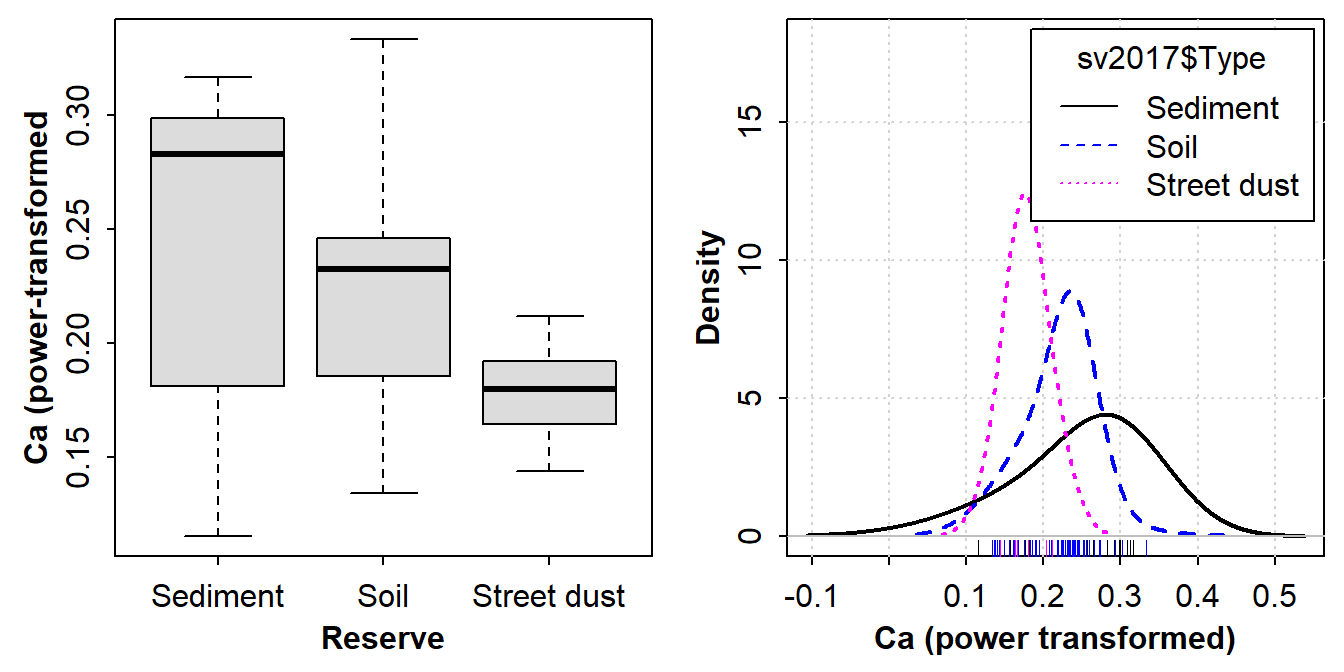 Ca (power-transformed
0.30
0.25
0.20
0.15
Sediment Soil Street dust
Reserve
sv2017$Type
Sediment
Soil
Street dust
Density
15
10
5
0
-0.1 0.1 0.2 0.3 0.4 0.5
Ca (power transformed)